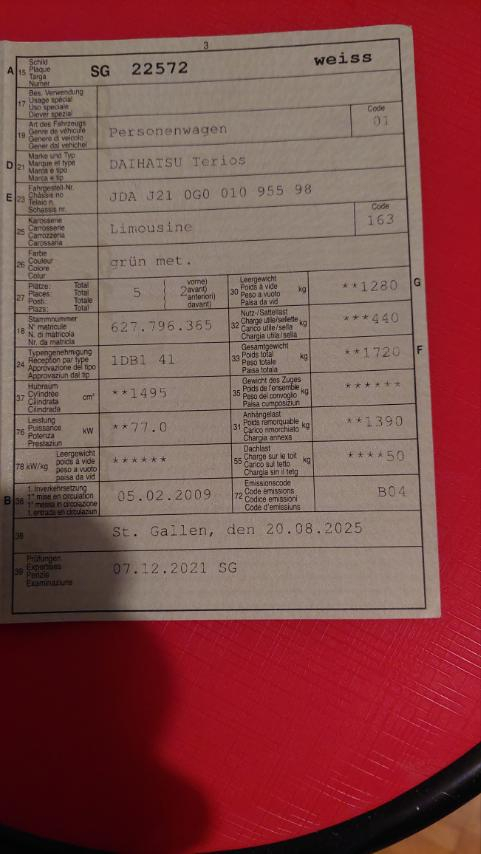 3
A 15 Schild
Plaque
Targa
Numer
SG 22572 weiss
17 Bes. Verwendung
Usage spécial
Uso speciale
Diever spezial
19 Art des Fahrzeugs
Genre de véhicule
Genere di veicolo
Gener dal vehichel
Personenwagen
Code
01
D 21 Marke und Typ
Marque et type
Marca e tipo
Marca e tip
DAIHATSU Terios
E 23 Fahrgestell-Nr.
Châssis no
Telaio n.
Schassis nr.
JDA J21 0G0 010 955 98
25 Karosserie
Carrosserie
Carrozzeria
Carossaria
Limousine
Code
163
26 Farbe
Couleur
Colore
Colur
grün met.
27 Plätze: Total
Places: Total
Posti: Totale
Plazs: Total
5 2 vorne)
avant)
anteriori)
davant)
30 Leergewicht
Poids à vide
Peso a vuoto
Paisa da vid
kg
**1280 G
18 Stammnummer
N° matricule
N. di matricola
Nr. da matricla
627.796.365
32 Nutz-/Sattellast
Charge utile/sellette
Carico utile/sella
Chargia utila/sella
kg
***440
24 Typengenehmigung
Réception par type
Approvazione del tipo
Approvaziun dal tip
1DB1 41
33 Gesamtgewicht
Poids total
Peso totale
Paisa totala
kg
**1720 F
37 Hubraum
Cylindrée
Cilindrata
Cilindrada
cm³
**1495
35 Gewicht des Zuges
Poids de l'ensemble
Peso del convoglio
Paisa cumposiziun
kg
******
76 Leistung
Puissance
Potenza
Prestaziun
kW
**77.0
31 Anhängelast
Poids remorquable
Carico rimorchiato
Chargia annexa
kg
**1390
78 kW/kg Leergewicht
poids à vide
peso a vuoto
paisa da vid
******
55 Dachlast
Charge sur le toit
Carico sul tetto
Chargia sin il tetg
kg
****50
B 36 1. Inverkehrsetzung
1re mise en circulation
1a messa in circolazione
1. entrada en circulaziun
05.02.2009
72 Emissionscode
Code émissions
Codice emissioni
Code d'emissiuns
B04
38 St. Gallen, den 20.08.2025
39 Prüfungen
Expertises
Perizie
Examinaziuns
07.12.2021 SG